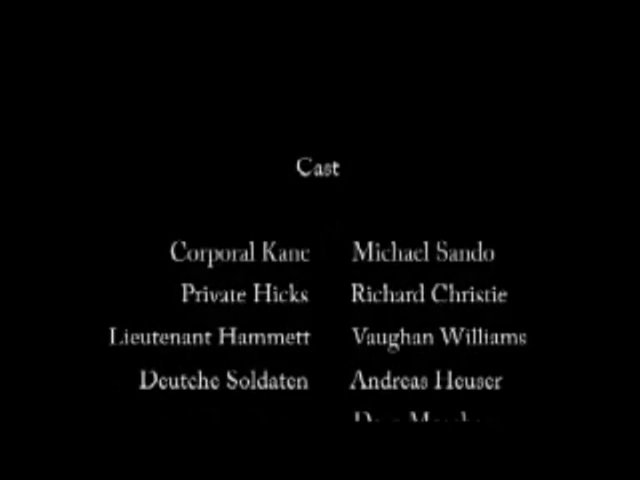 Cast
Corporal Kane Michael Sando
Private Hicks Richard Christie
Lieutenant Hammett Vaughan Williams
Deutche Soldaten Andreas Heuser